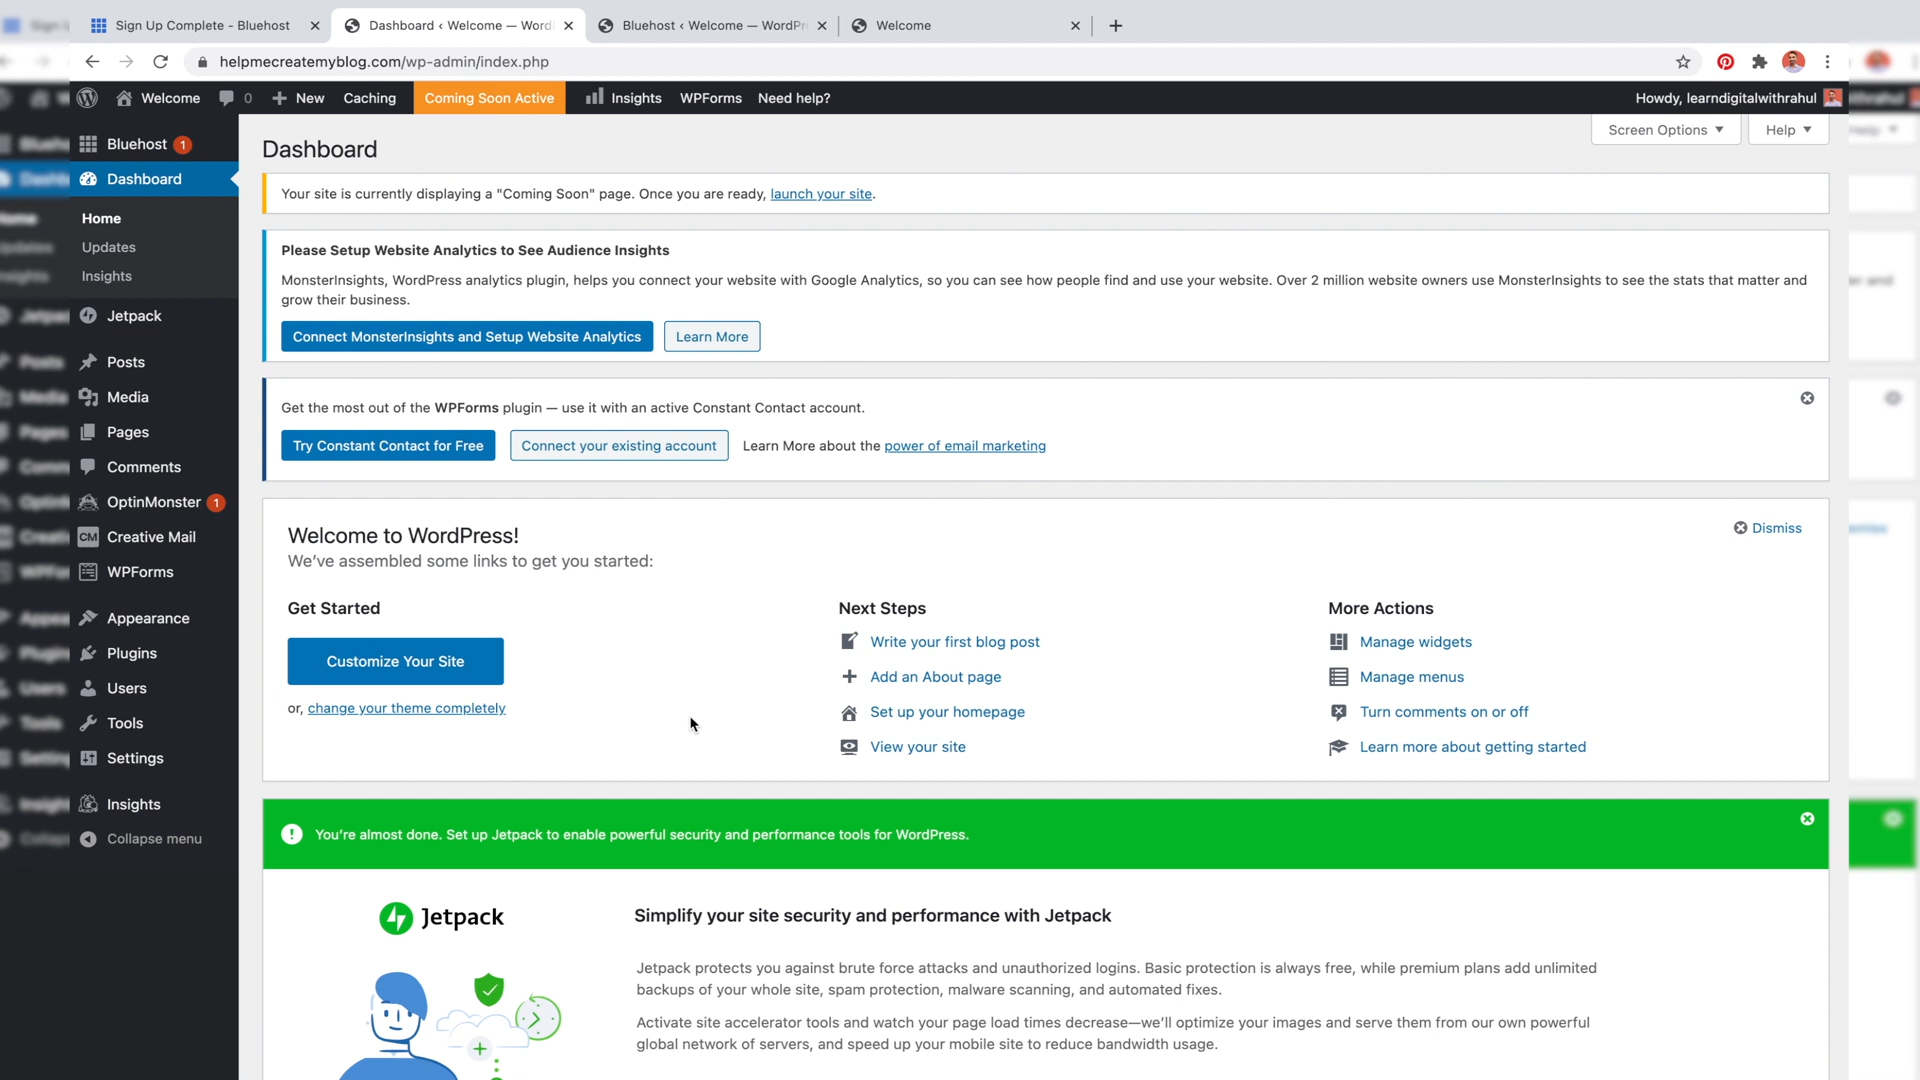 Sign Up Complete - Bluehost
Dashboard ‹ Welcome — Word
Bluehost ‹ Welcome — WordPr
Welcome
helpmecreatemyblog.com/wp-admin/index.php
Welcome
0
New
Caching
Coming Soon Active
Insights
WPForms
Need help?
Howdy, learndigitalwithrahul
Bluehost 1
Dashboard
Home
Updates
Insights
Jetpack
Posts
Media
Pages
Comments
OptinMonster 1
CM Creative Mail
WPForms
Appearance
Plugins
Users
Tools
Settings
Insights
Collapse menu
Screen Options
Help
Dashboard
Your site is currently displaying a "Coming Soon" page. Once you are ready, launch your site.
Please Setup Website Analytics to See Audience Insights
MonsterInsights, WordPress analytics plugin, helps you connect your website with Google Analytics, so you can see how people find and use your website. Over 2 million website owners use MonsterInsights to see the stats that matter and
grow their business.
Connect MonsterInsights and Setup Website Analytics
Learn More
Get the most out of the WPForms plugin — use it with an active Constant Contact account.
Try Constant Contact for Free
Connect your existing account
Learn More about the power of email marketing
Welcome to WordPress!
Dismiss
We've assembled some links to get you started:
Get Started
Customize Your Site
or, change your theme completely
Next Steps
Write your first blog post
Add an About page
Set up your homepage
View your site
More Actions
Manage widgets
Manage menus
Turn comments on or off
Learn more about getting started
You're almost done. Set up Jetpack to enable powerful security and performance tools for WordPress.
Jetpack
Simplify your site security and performance with Jetpack
Jetpack protects you against brute force attacks and unauthorized logins. Basic protection is always free, while premium plans add unlimited
backups of your whole site, spam protection, malware scanning, and automated fixes.
Activate site accelerator tools and watch your page load times decrease—we'll optimize your images and serve them from our own powerful
global network of servers, and speed up your mobile site to reduce bandwidth usage.